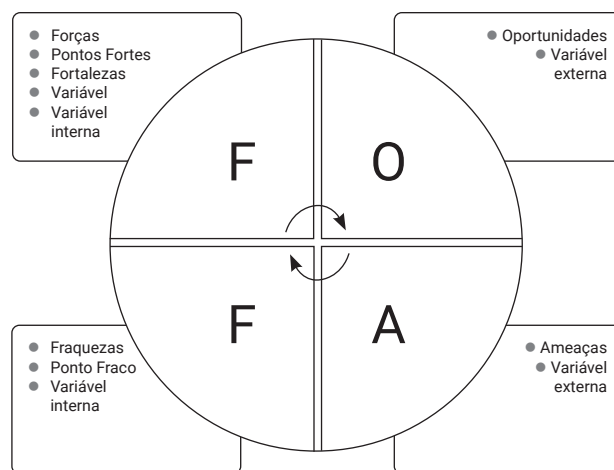 Forças
Pontos Fortes
Fortalezas
Variável
Variável
interna
Oportunidades
Variável
externa
F
O
F
A
Fraquezas
Ponto Fraco
Variável
interna
Ameaças
Variável
externa